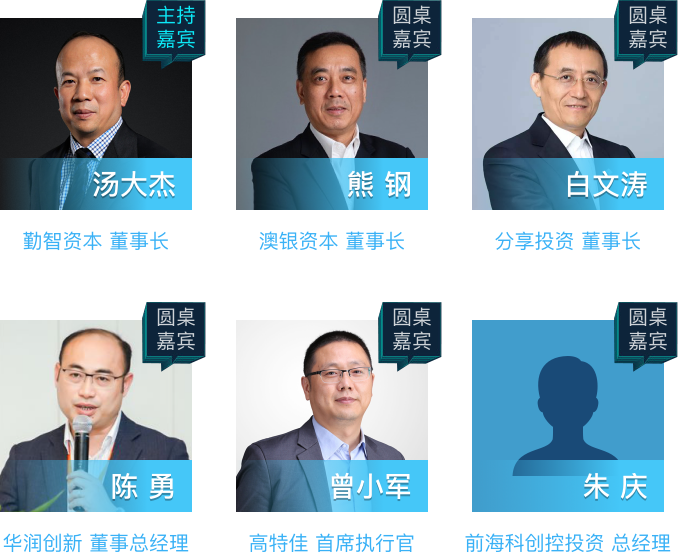 主持
嘉宾
圆桌
嘉宾
圆桌
嘉宾
汤大杰
熊 钢
白文涛
勤智资本 董事长
澳银资本 董事长
分享投资 董事长
圆桌
嘉宾
圆桌
嘉宾
圆桌
嘉宾
陈 勇
曾小军
朱 庆
华润创新 董事总经理
高特佳 首席执行官
前海科创控投资 总经理